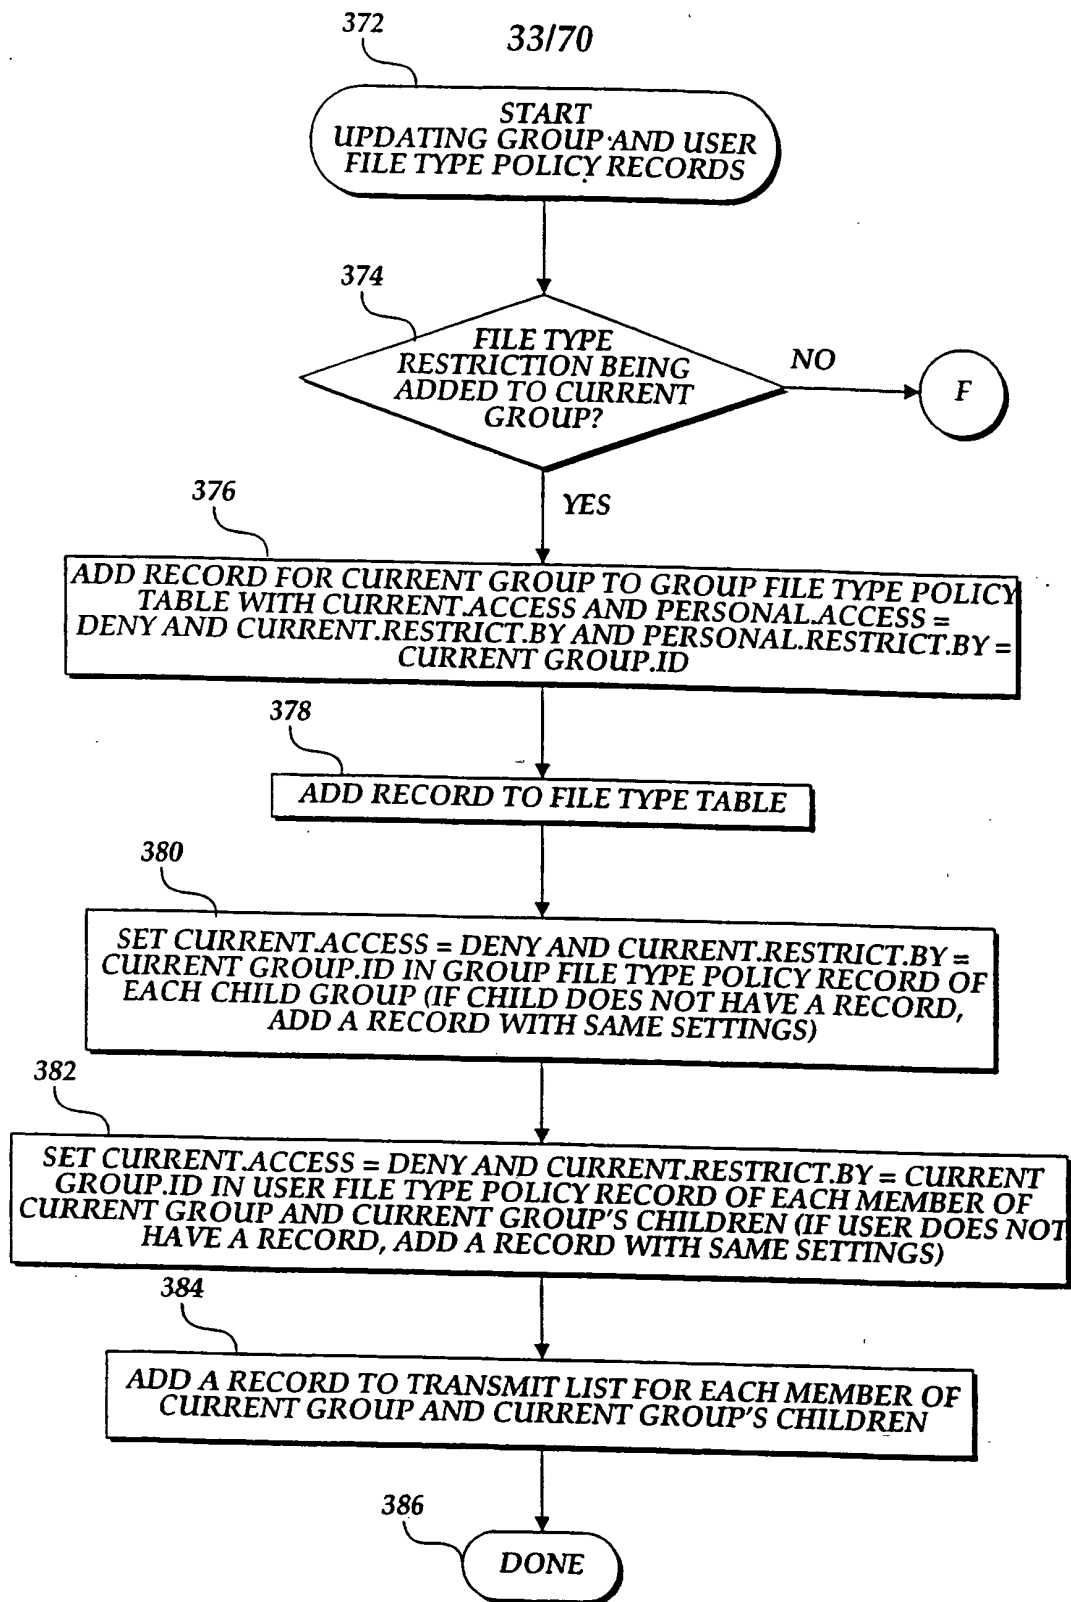 372
33/70
START
UPDATING GROUP AND USER
FILE TYPE POLICY RECORDS
374
FILE TYPE
RESTRICTION BEING
ADDED TO CURRENT
GROUP?
NO
F
YES
376
ADD RECORD FOR CURRENT GROUP TO GROUP FILE TYPE POLICY
TABLE WITH CURRENT.ACCESS AND PERSONAL.ACCESS =
DENY AND CURRENT.RESTRICT.BY AND PERSONAL.RESTRICT.BY =
CURRENT GROUP.ID
378
ADD RECORD TO FILE TYPE TABLE
380
SET CURRENT.ACCESS = DENY AND CURRENT.RESTRICT.BY =
CURRENT GROUP.ID IN GROUP FILE TYPE POLICY RECORD OF
EACH CHILD GROUP (IF CHILD DOES NOT HAVE A RECORD,
ADD A RECORD WITH SAME SETTINGS)
382
SET CURRENT.ACCESS = DENY AND CURRENT.RESTRICT.BY = CURRENT
GROUP.ID IN USER FILE TYPE POLICY RECORD OF EACH MEMBER OF
CURRENT GROUP AND CURRENT GROUP'S CHILDREN (IF USER DOES NOT
HAVE A RECORD, ADD A RECORD WITH SAME SETTINGS)
384
ADD A RECORD TO TRANSMIT LIST FOR EACH MEMBER OF
CURRENT GROUP AND CURRENT GROUP'S CHILDREN
386
DONE